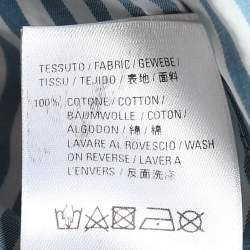 TESSUTO / FABRIC / GEWEBE /
TISSU / TEJIDO / 表地 / 面料
100% COTONE / COTTON /
BAUMWOLLE / COTON /
ALGODON / 綿 / 綿
LAVARE AL ROVESCIO / WASH
ON REVERSE / LAVER A
L'ENVERS / 反面洗涤